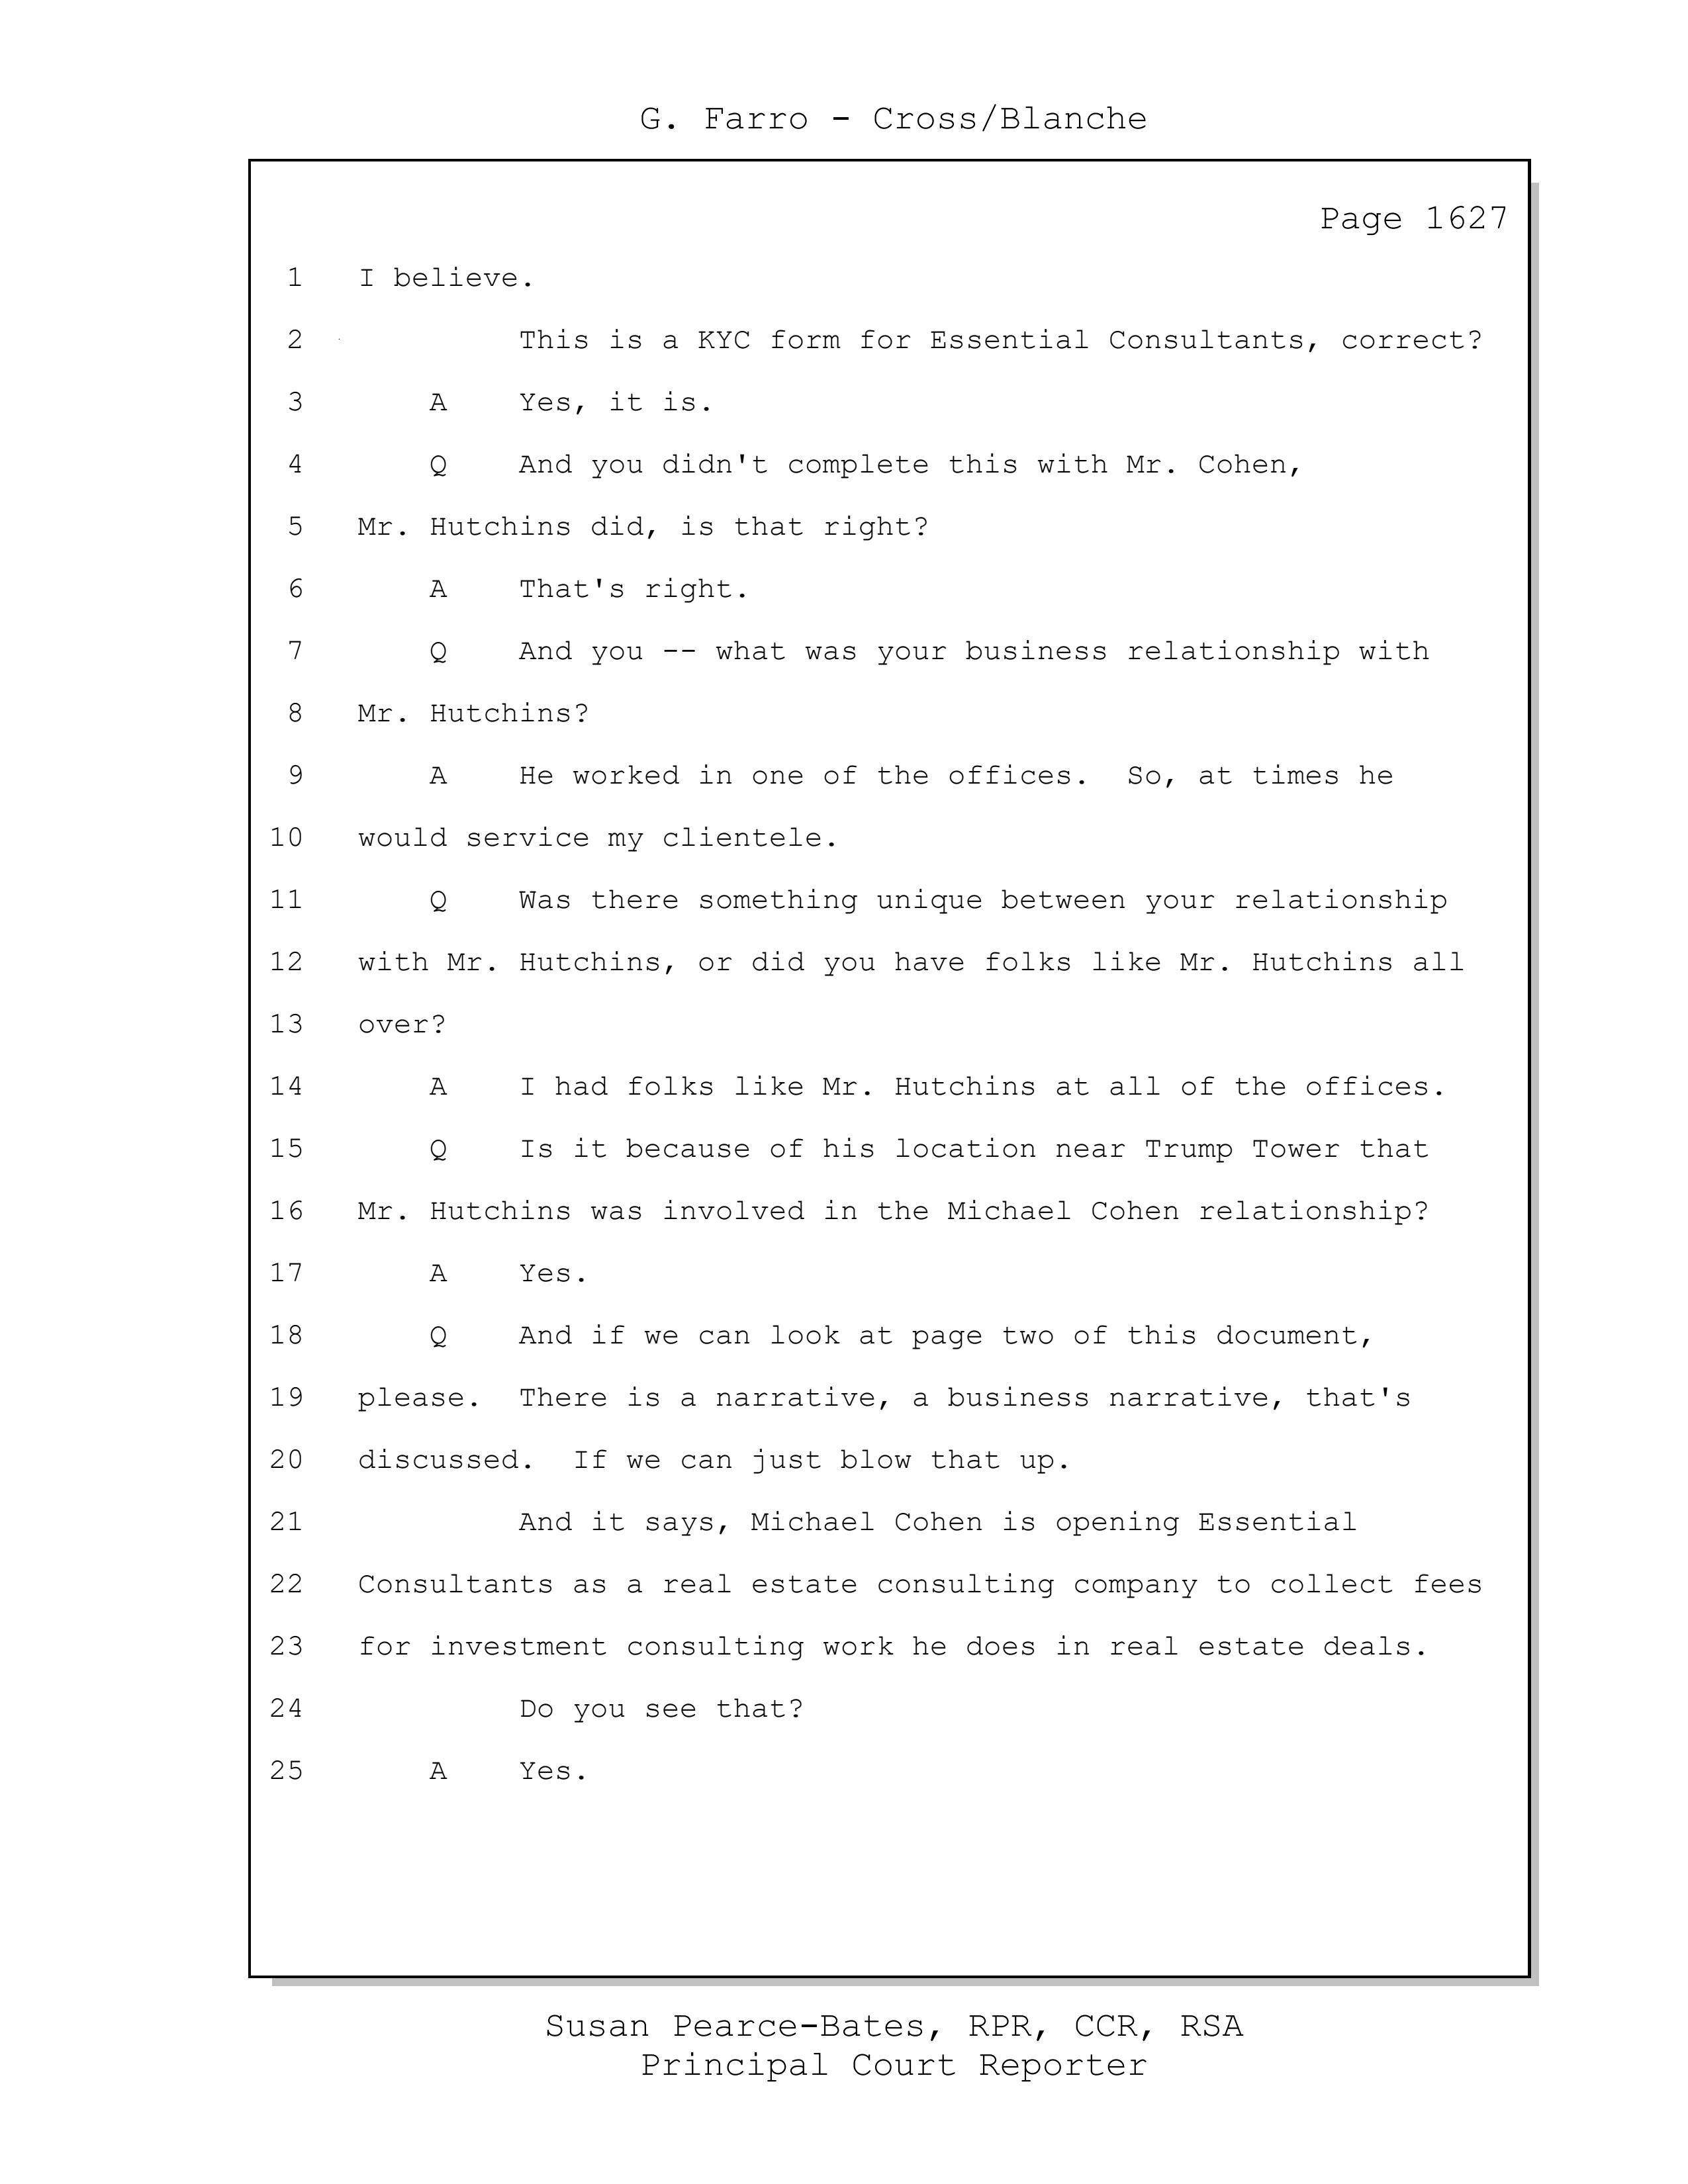 G. Farro - Cross/Blanche
Page 1627
1 I believe.
2 This is a KYC form for Essential Consultants, correct?
3 A Yes, it is.
4 Q And you didn't complete this with Mr. Cohen,
5 Mr. Hutchins did, is that right?
6 A That's right.
7 Q And you -- what was your business relationship with
8 Mr. Hutchins?
9 A He worked in one of the offices. So, at times he
10 would service my clientele.
11 Q Was there something unique between your relationship
12 with Mr. Hutchins, or did you have folks like Mr. Hutchins all
13 over?
14 A I had folks like Mr. Hutchins at all of the offices.
15 Q Is it because of his location near Trump Tower that
16 Mr. Hutchins was involved in the Michael Cohen relationship?
17 A Yes.
18 Q And if we can look at page two of this document,
19 please. There is a narrative, a business narrative, that's
20 discussed. If we can just blow that up.
21 And it says, Michael Cohen is opening Essential
22 Consultants as a real estate consulting company to collect fees
23 for investment consulting work he does in real estate deals.
24 Do you see that?
25 A Yes.
Susan Pearce-Bates, RPR, CCR, RSA
Principal Court Reporter